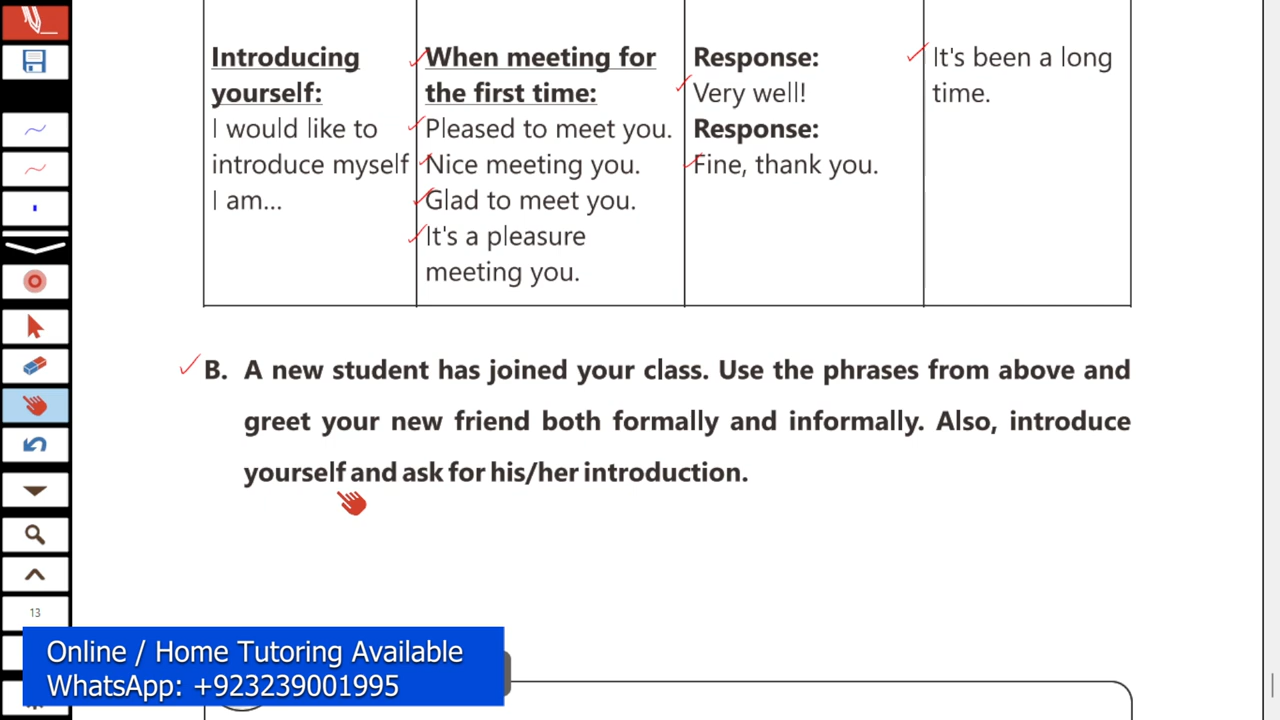 Introducing
yourself:
I would like to
introduce myself
I am...
When meeting for
the first time:
Pleased to meet you.
Nice meeting you.
Glad to meet you.
It's a pleasure
meeting you.
Response:
Very well!
Response:
Fine, thank you.
It's been a long
time.
B. A new student has joined your class. Use the phrases from above and
greet your new friend both formally and informally. Also, introduce
yourself and ask for his/her introduction.
13
Online / Home Tutoring Available
WhatsApp: +923239001995